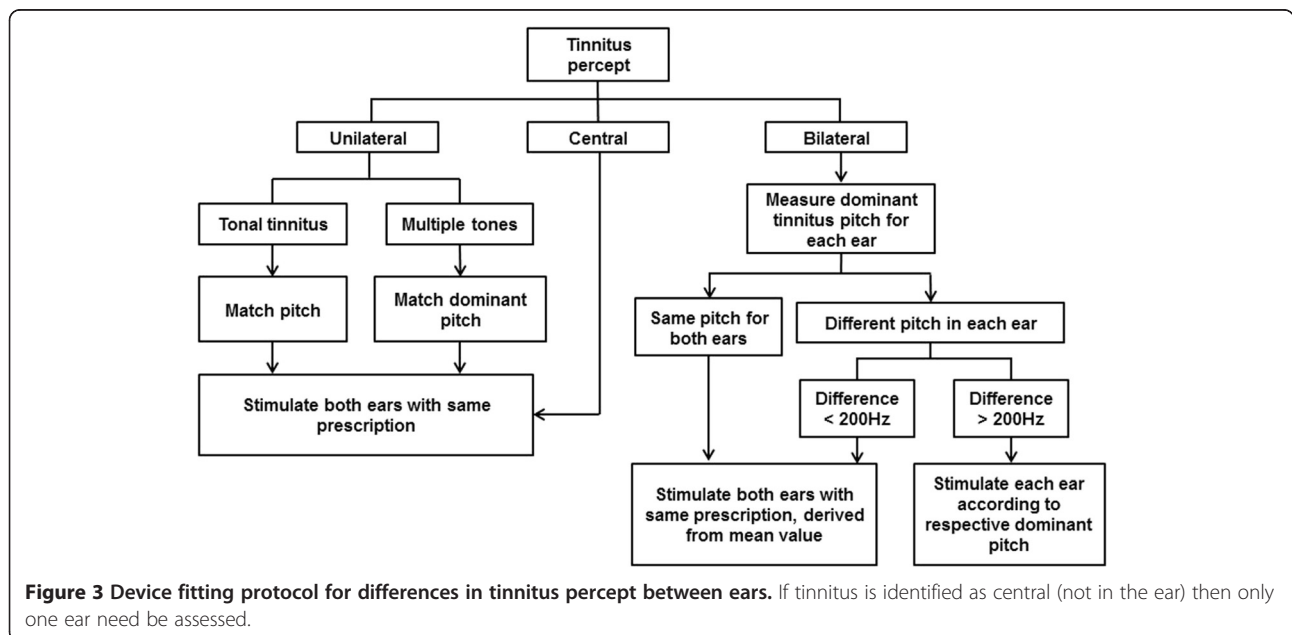 Tinnitus
percept
Unilateral
Central
Bilateral
Tonal tinnitus
Multiple tones
Measure dominant
tinnitus pitch for
each ear
Match pitch
Match dominant
pitch
Same pitch for
both ears
Different pitch in each ear
Stimulate both ears with same
prescription
Difference
< 200Hz
Difference
> 200Hz
Stimulate both ears with
same prescription, derived
from mean value
Stimulate each ear
according to
respective dominant
pitch
Figure 3 Device fitting protocol for differences in tinnitus percept between ears. If tinnitus is identified as central (not in the ear) then only
one ear need be assessed.